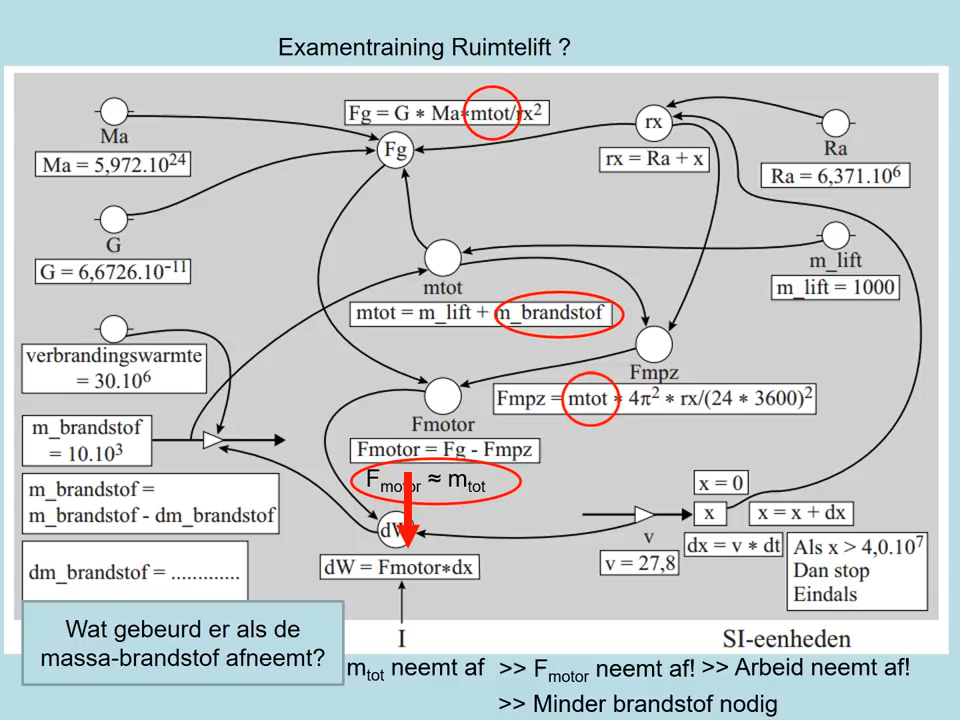 Examentraining Ruimtelift ?
Ma
Ma = 5,972.10²⁴
Fg = G * Ma*mtot/rx²
Fg
rx
rx = Ra + x
Ra
Ra = 6,371.10⁶
G
G = 6,6726.10⁻¹¹
mtot
mtot = m_lift + m_brandstof
m_lift
m_lift = 1000
verbrandingswarmte
= 30.10⁶
Fmpz
Fmpz = mtot * 4π² * rx/(24 * 3600)²
m_brandstof
= 10.10³
Fmotor
Fmotor = Fg - Fmpz
Fmotor ≈ mtot
m_brandstof =
m_brandstof - dm_brandstof
dm_brandstof = .............
dW
dW = Fmotor*dx
I
x = 0
x
x = x + dx
v
v = 27,8
dx = v * dt
Als x > 4,0.10⁷
Dan stop
Eindals
SI-eenheden
Wat gebeurd er als de
massa-brandstof afneemt?
mtot neemt af >> Fmotor neemt af! >> Arbeid neemt af!
>> Minder brandstof nodig